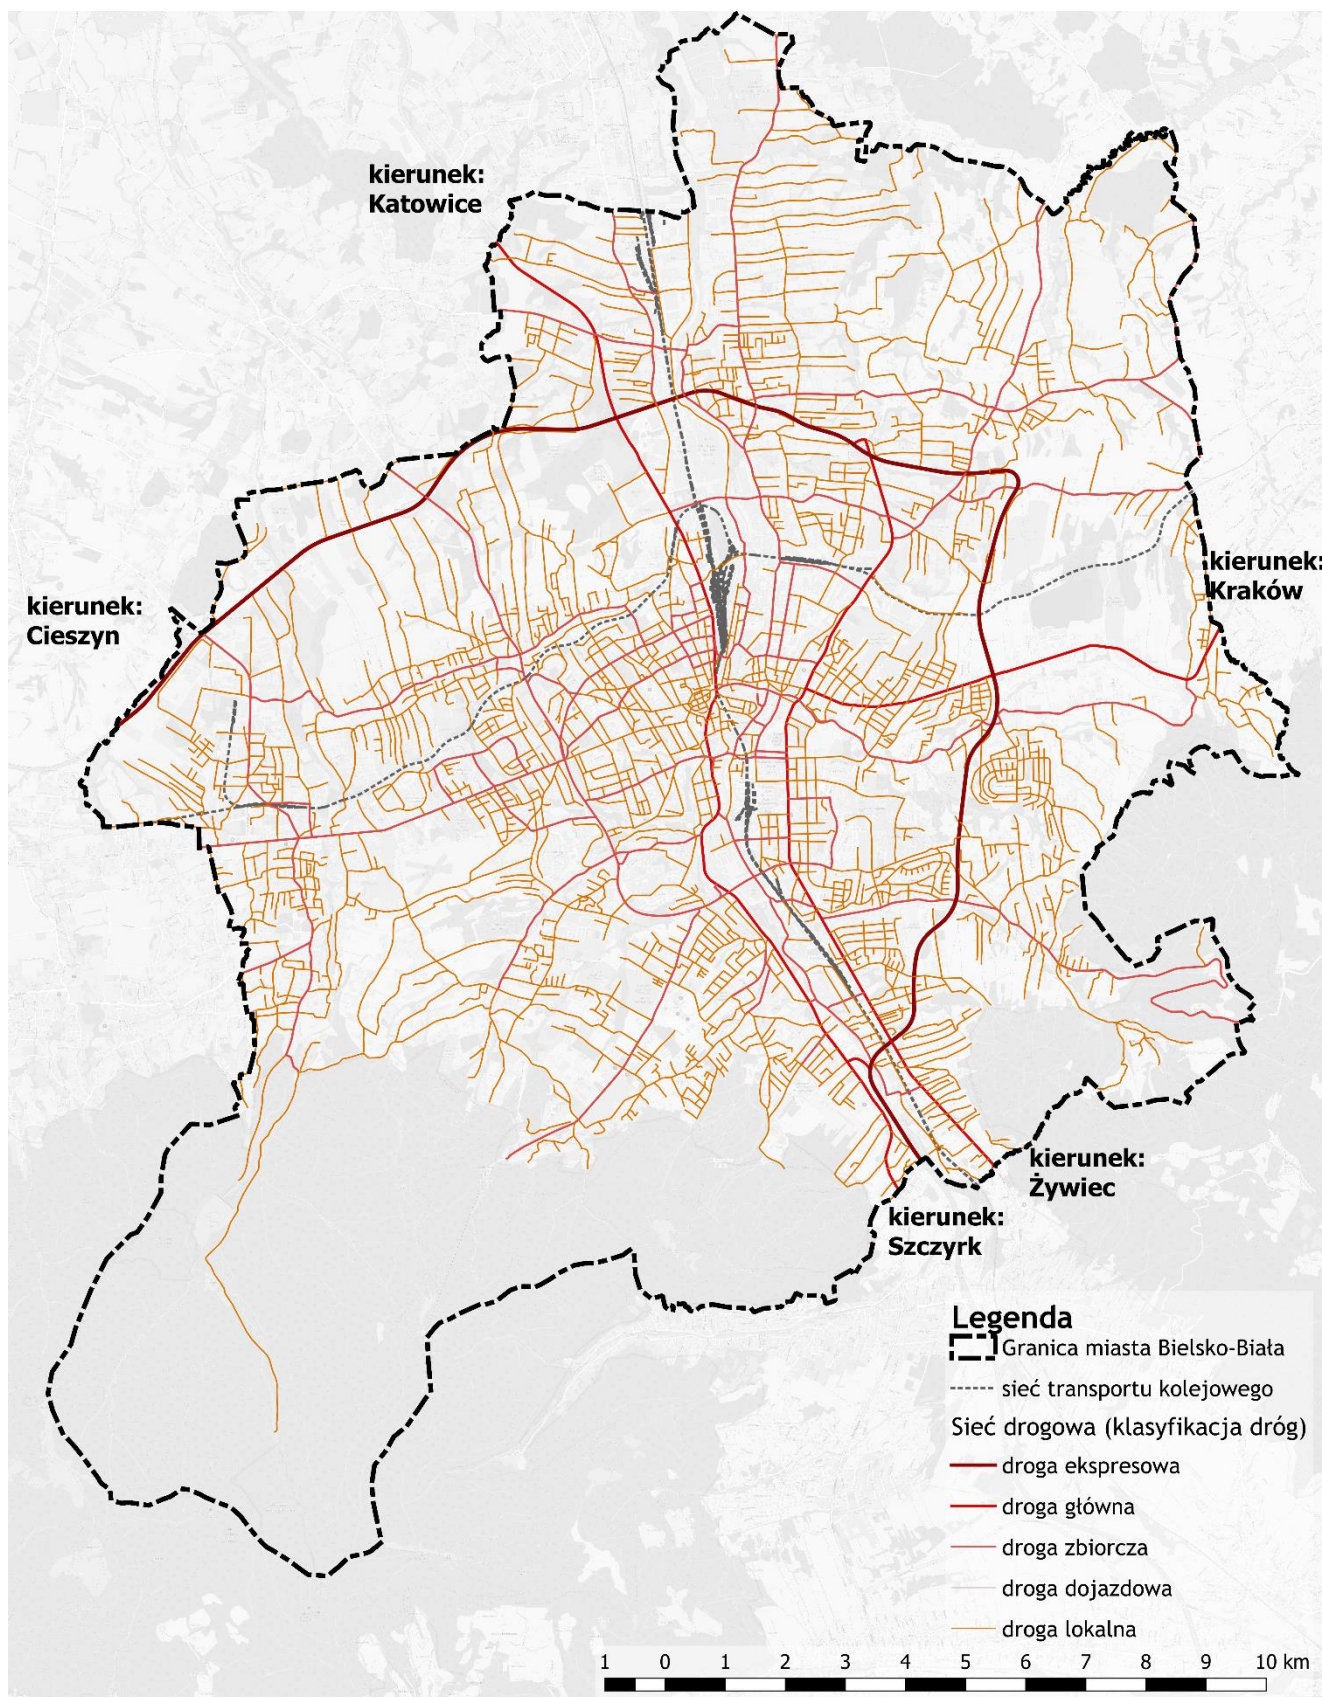 kierunek:
Katowice
kierunek:
Kraków
kierunek:
Cieszyn
kierunek:
Żywiec
kierunek:
Szczyrk
Legenda
Granica miasta Bielsko-Biała
sieć transportu kolejowego
Sieć drogowa (klasyfikacja dróg)
droga ekspresowa
droga główna
droga zbiorcza
droga dojazdowa
droga lokalna
1 0 1 2 3 4 5 6 7 8 9 10 km